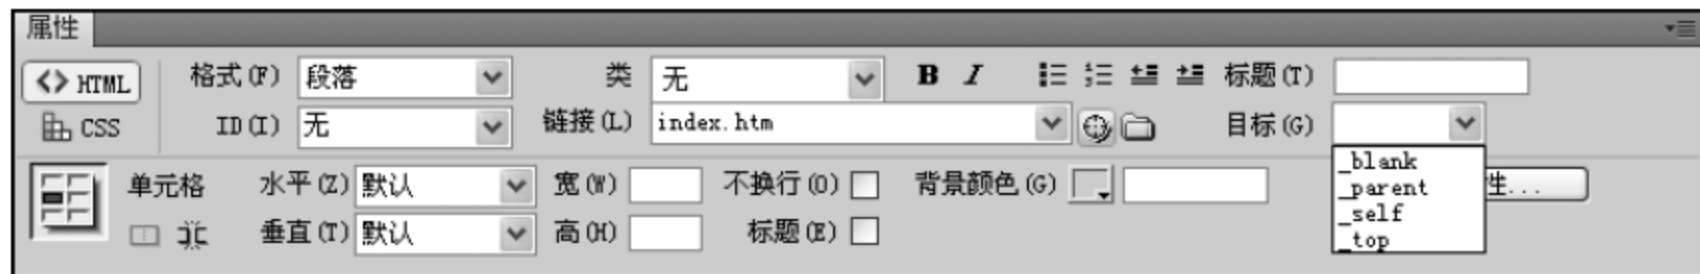 属性
<> HTML 格式(F) 段落 类 无 B I 标题(T)
CSS ID(I) 无 链接(L) index.htm 目标(G)
_blank
_parent
_self
_top
单元格 水平(Z) 默认 宽(W) 不换行(O) 背景颜色(G) 性...
垂直(T) 默认 高(H) 标题(E)